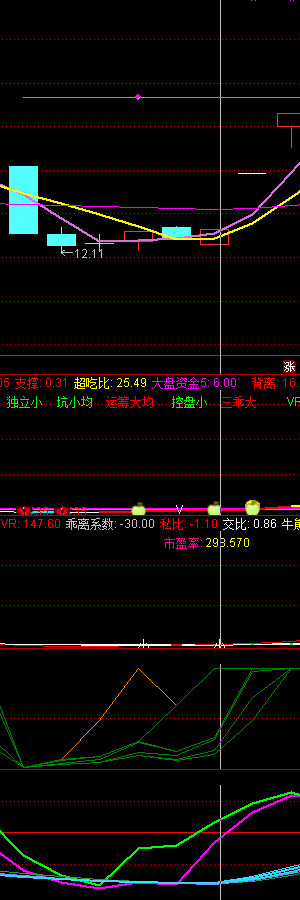 12.11
涨
05 支撑: 0.31 超吃比: 25.49 大盘资金5: 6.00 背离: 16.
独立小 坑小均 运筹大均 控盘小 三乖大 VR
VR: 147.60 乖离系数: -30.00 私比: -1.10 交比: 0.86 牛熊
市盈率: 293.570